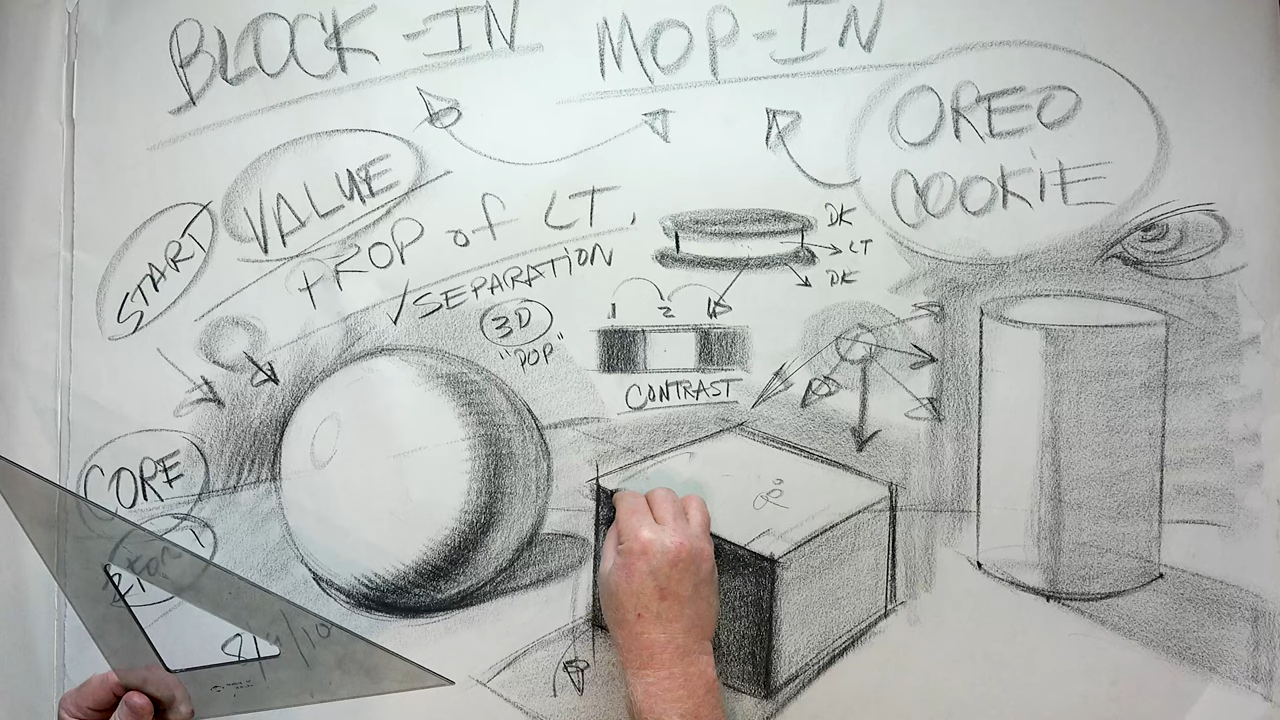 BLOCK-IN MOP-IN
OREO
COOKiE
START
VALUE
PROP of LT.
✓SEPARATiON
3D
"POP"
DK
LT
DK
1 2
CONTRAST
CORE